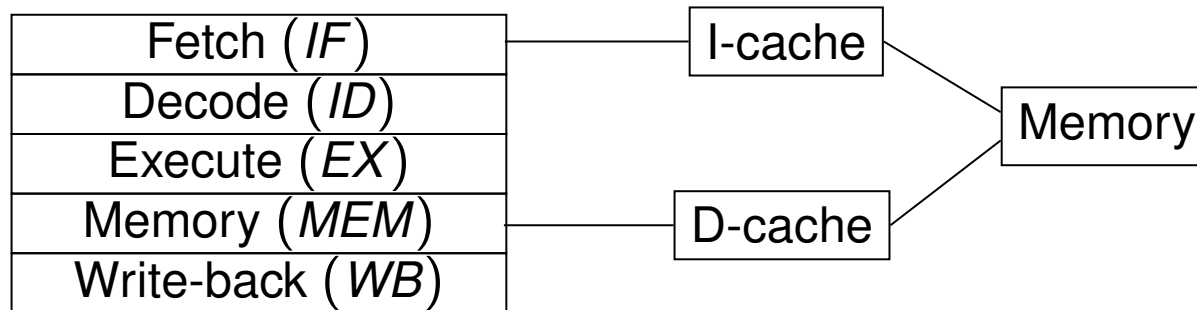 Fetch (IF)
Decode (ID)
Execute (EX)
Memory (MEM)
Write-back (WB)
I-cache
D-cache
Memory